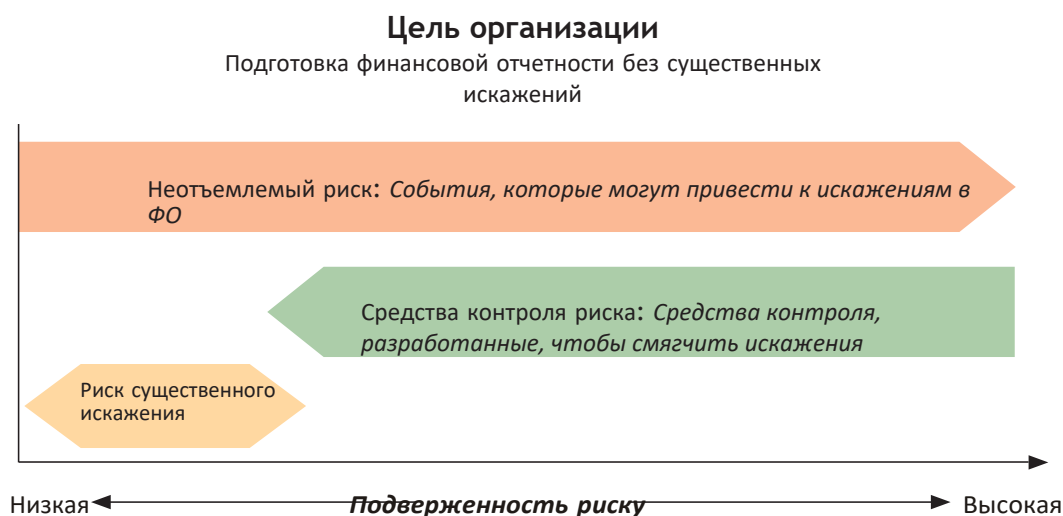 Цель организации
Подготовка финансовой отчетности без существенных
искажений
Неотъемлемый риск: События, которые могут привести к искажениям в
ФО
Средства контроля риска: Средства контроля,
разработанные, чтобы смягчить искажения
Риск существенного
искажения
Низкая Подверженность риску Высокая